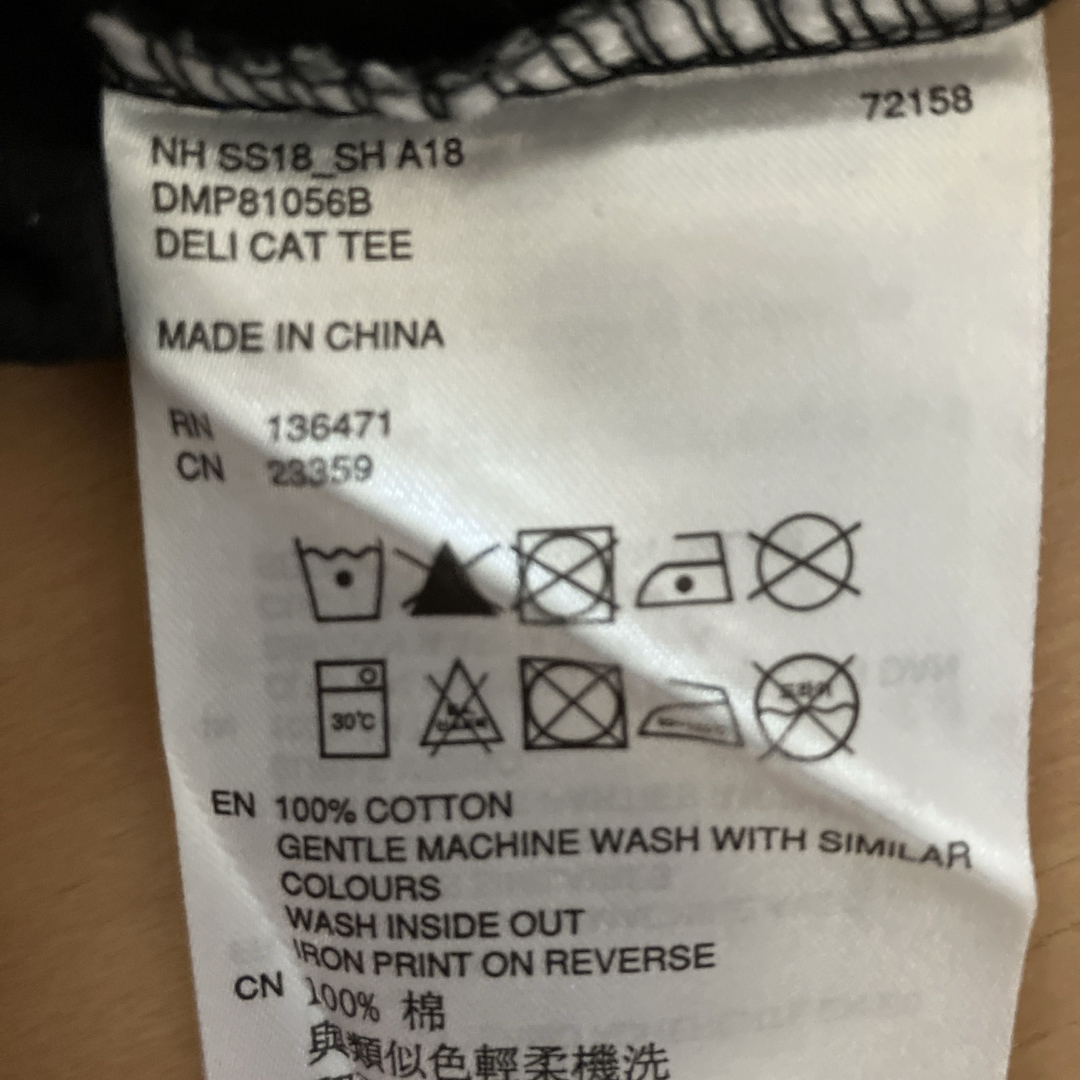 72158
NH SS18_SH A18
DMP81056B
DELI CAT TEE
MADE IN CHINA
RN 136471
CN 23359
30℃
EN 100% COTTON
GENTLE MACHINE WASH WITH SIMILAR
COLOURS
WASH INSIDE OUT
IRON PRINT ON REVERSE
CN 100% 棉
與類似色輕柔機洗